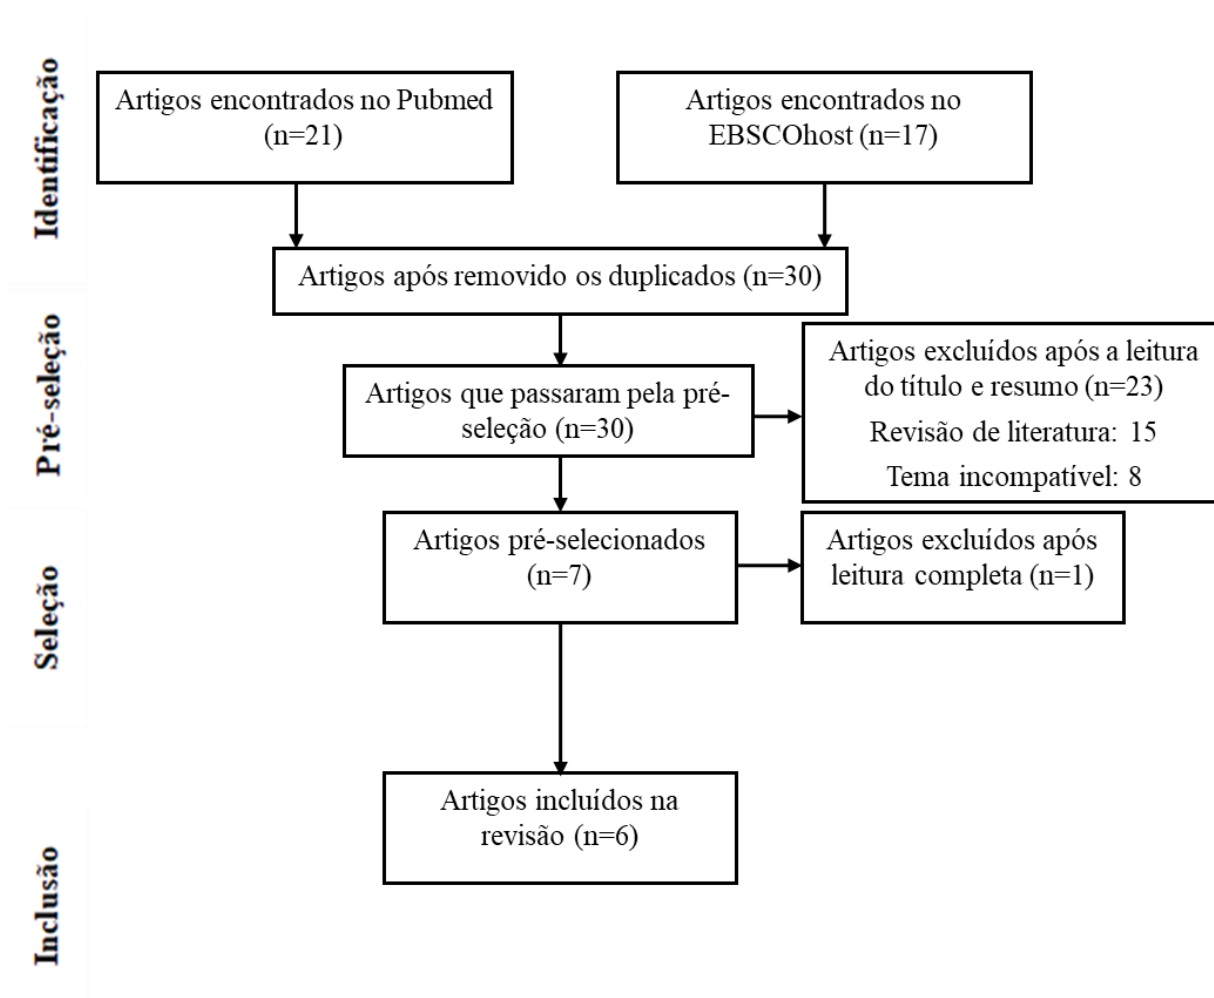 Identificação
Artigos encontrados no Pubmed
(n=21)
Artigos encontrados no
EBSCOhost (n=17)
Artigos após removido os duplicados (n=30)
Pré-seleção
Artigos que passaram pela pré-
seleção (n=30)
Artigos excluídos após a leitura
do título e resumo (n=23)
Revisão de literatura: 15
Tema incompatível: 8
Seleção
Artigos pré-selecionados
(n=7)
Artigos excluídos após
leitura completa (n=1)
Inclusão
Artigos incluídos na
revisão (n=6)